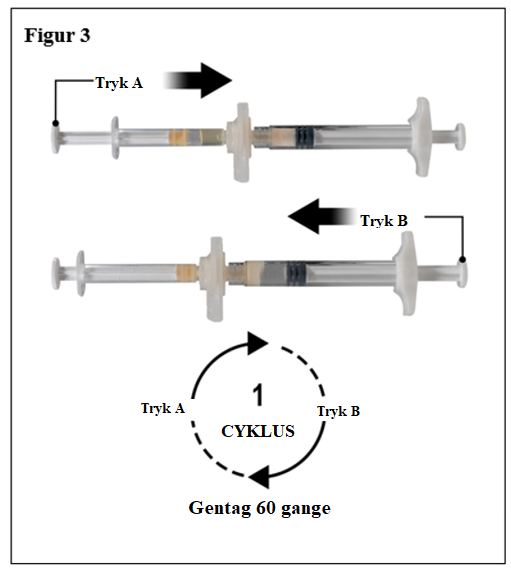 Figur 3
Tryk A
Tryk B
1
Tryk A
Tryk B
CYKLUS
Gentag 60 gange